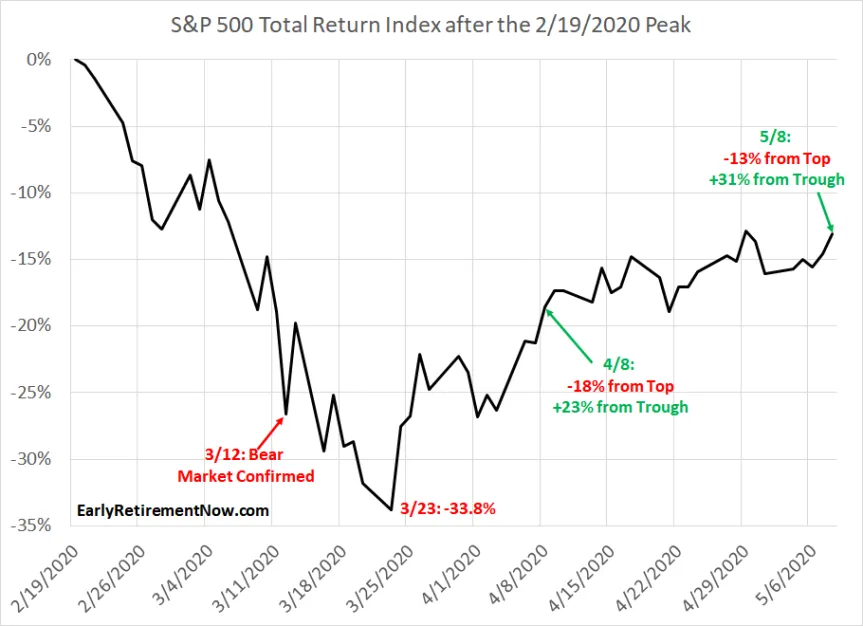 S&P 500 Total Return Index after the 2/19/2020 Peak
0%
-5%
-10%
-15%
-20%
-25%
-30%
-35%
5/8:
-13% from Top
+31% from Trough
4/8:
-18% from Top
+23% from Trough
3/12: Bear
Market Confirmed
3/23: -33.8%
EarlyRetirementNow.com
2/19/2020
2/26/2020
3/4/2020
3/11/2020
3/18/2020
3/25/2020
4/1/2020
4/8/2020
4/15/2020
4/22/2020
4/29/2020
5/6/2020